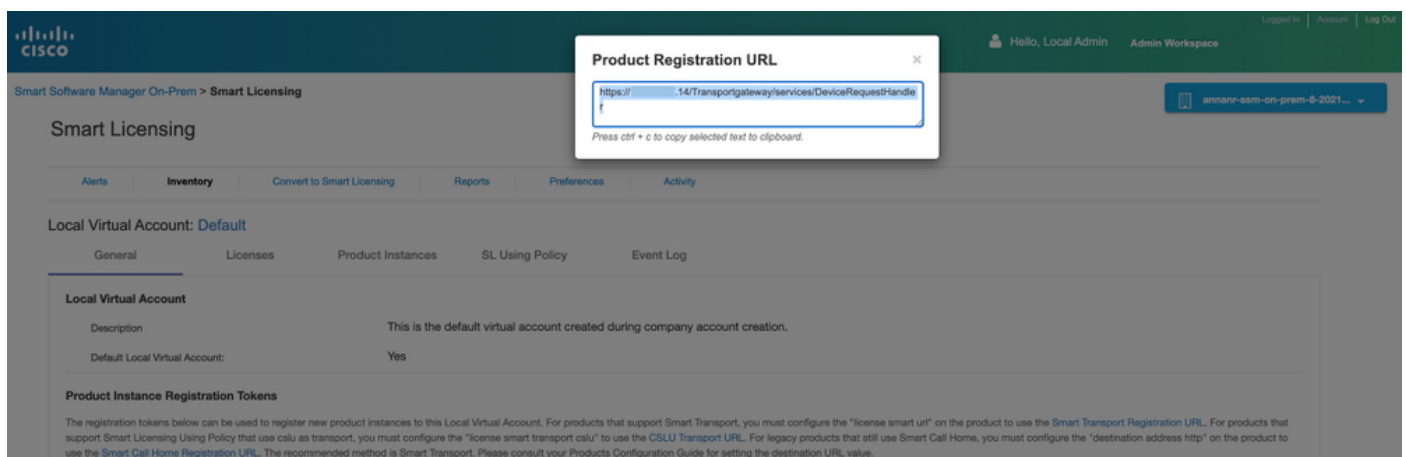 Logged in | Account | Log Out
CISCO
Hello, Local Admin
Admin Workspace
Product Registration URL
×
https://        .14/Transportgateway/services/DeviceRequestHandle
r
Press ctrl + c to copy selected text to clipboard.
Smart Software Manager On-Prem > Smart Licensing
annanr-ssm-on-prem-8-2021...
Smart Licensing
Alerts | Inventory | Convert to Smart Licensing | Reports | Preferences | Activity
Local Virtual Account: Default
General Licenses Product Instances SL Using Policy Event Log
Local Virtual Account
Description This is the default virtual account created during company account creation.
Default Local Virtual Account: Yes
Product Instance Registration Tokens
The registration tokens below can be used to register new product instances to this Local Virtual Account. For products that support Smart Transport, you must configure the "license smart url" on the product to use the Smart Transport Registration URL. For products that
support Smart Licensing Using Policy that use cslu as transport, you must configure the "license smart transport cslu" to use the CSLU Transport URL. For legacy products that still use Smart Call Home, you must configure the "destination address http" on the product to
use the Smart Call Home Registration URL. The recommended method is Smart Transport. Please consult your Products Configuration Guide for setting the destination URL value.